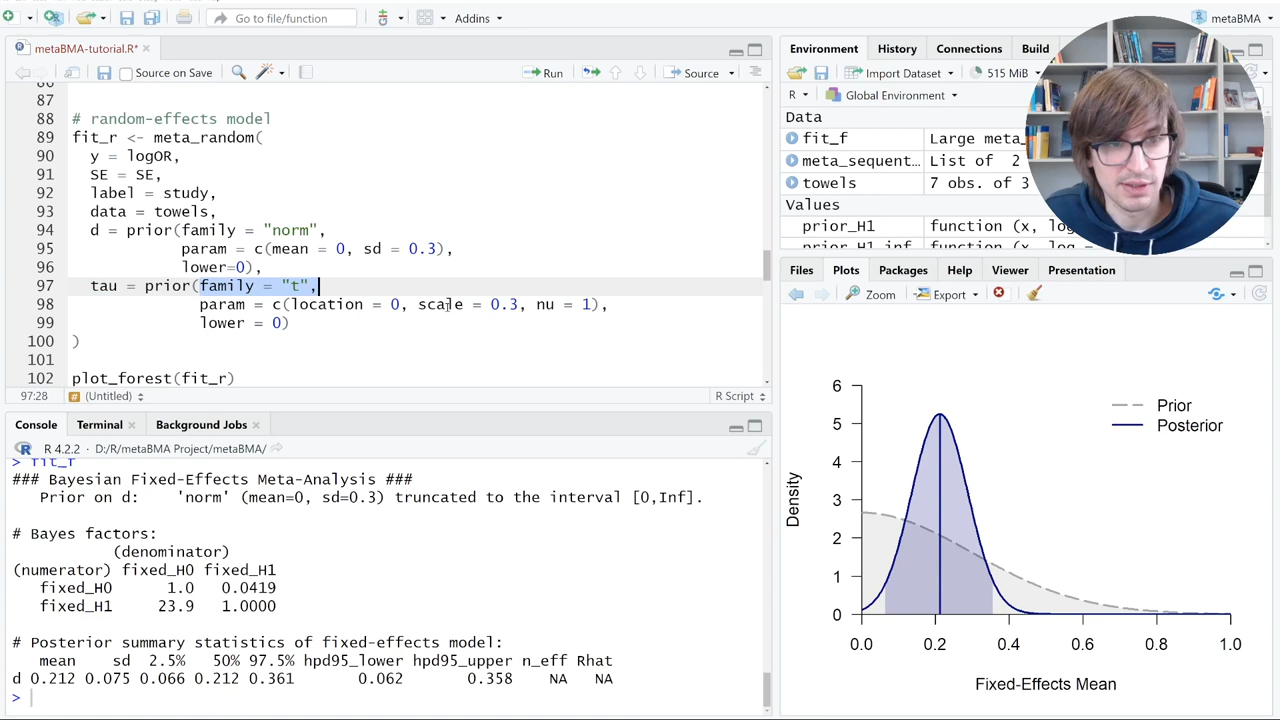 Go to file/function
Addins
metaBMA
metaBMA-tutorial.R*
Source on Save
Run
Source
86
87
88 # random-effects model
89 fit_r <- meta_random(
90 y = logOR,
91 SE = SE,
92 label = study,
93 data = towels,
94 d = prior(family = "norm",
95 param = c(mean = 0, sd = 0.3),
96 lower=0),
97 tau = prior(family = "t",
98 param = c(location = 0, scale = 0.3, nu = 1),
99 lower = 0)
100 )
101
102 plot_forest(fit_r)
97:28
(Untitled)
R Script
Console Terminal Background Jobs
R 4.2.2 · D:/R/metaBMA Project/metaBMA/
> fit_f
### Bayesian Fixed-Effects Meta-Analysis ###
Prior on d: 'norm' (mean=0, sd=0.3) truncated to the interval [0,Inf].
# Bayes factors:
(denominator)
(numerator) fixed_H0 fixed_H1
fixed_H0 1.0 0.0419
fixed_H1 23.9 1.0000
# Posterior summary statistics of fixed-effects model:
mean sd 2.5% 50% 97.5% hpd95_lower hpd95_upper n_eff Rhat
d 0.212 0.075 0.066 0.212 0.361 0.062 0.358 NA NA
>
Environment History Connections Build
Import Dataset
515 MiB
R
Global Environment
Data
fit_f Large meta_
meta_sequent… List of 2
towels 7 obs. of 3
Values
prior_H1 function (x, log
prior_H1_inf function (x, log
Files Plots Packages Help Viewer Presentation
Zoom
Export
Prior
Posterior
Density
6
5
4
3
2
1
0
0.0 0.2 0.4 0.6 0.8 1.0
Fixed-Effects Mean